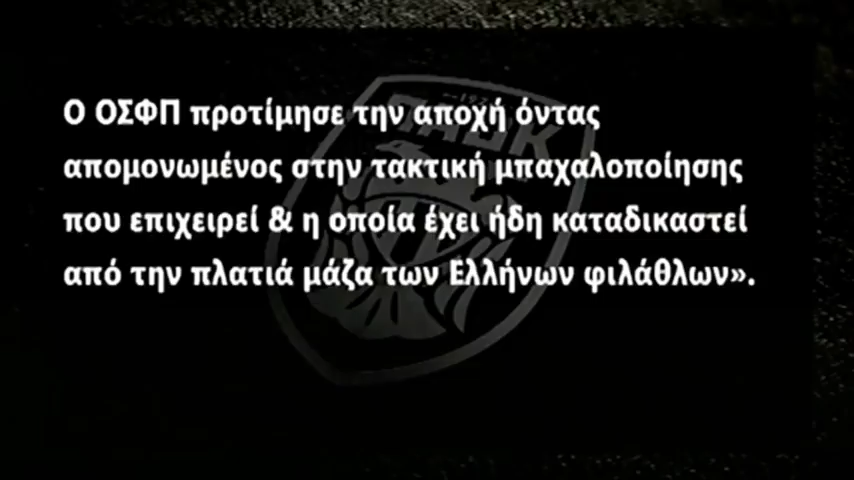 Ο ΟΣΦΠ προτίμησε την αποχή όντας
απομονωμένος στην τακτική μπαχαλοποίησης
που επιχειρεί & η οποία έχει ήδη καταδικαστεί
από την πλατιά μάζα των Ελλήνων φιλάθλων».
ΠΑΟΚ